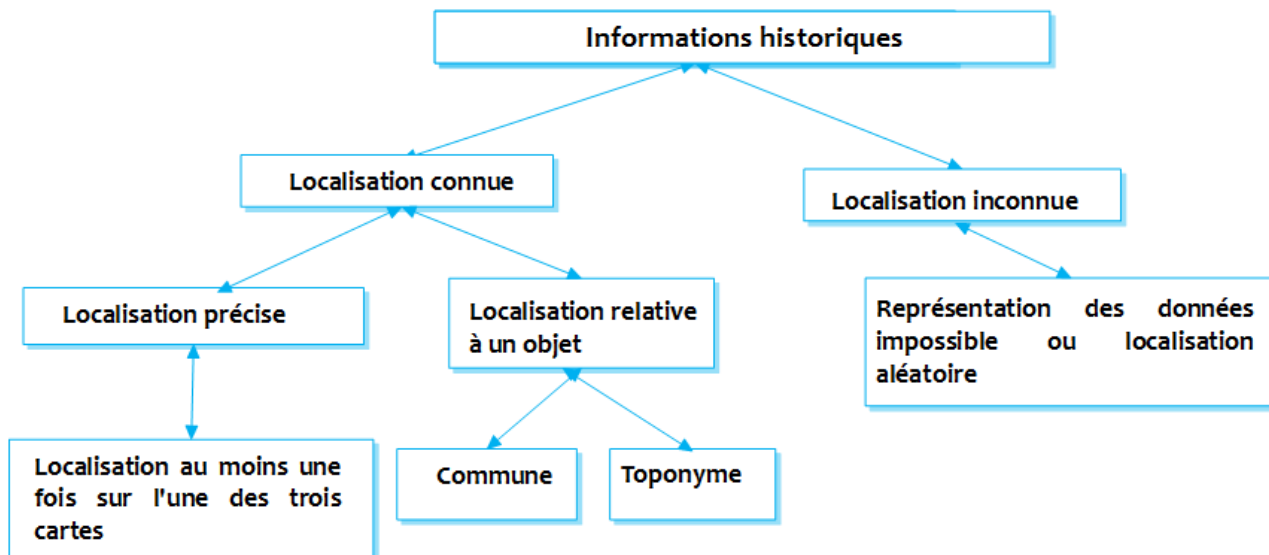 Informations historiques
Localisation connue
Localisation inconnue
Localisation précise
Localisation relative
à un objet
Représentation des données
impossible ou localisation
aléatoire
Localisation au moins une
fois sur l'une des trois
cartes
Commune
Toponyme